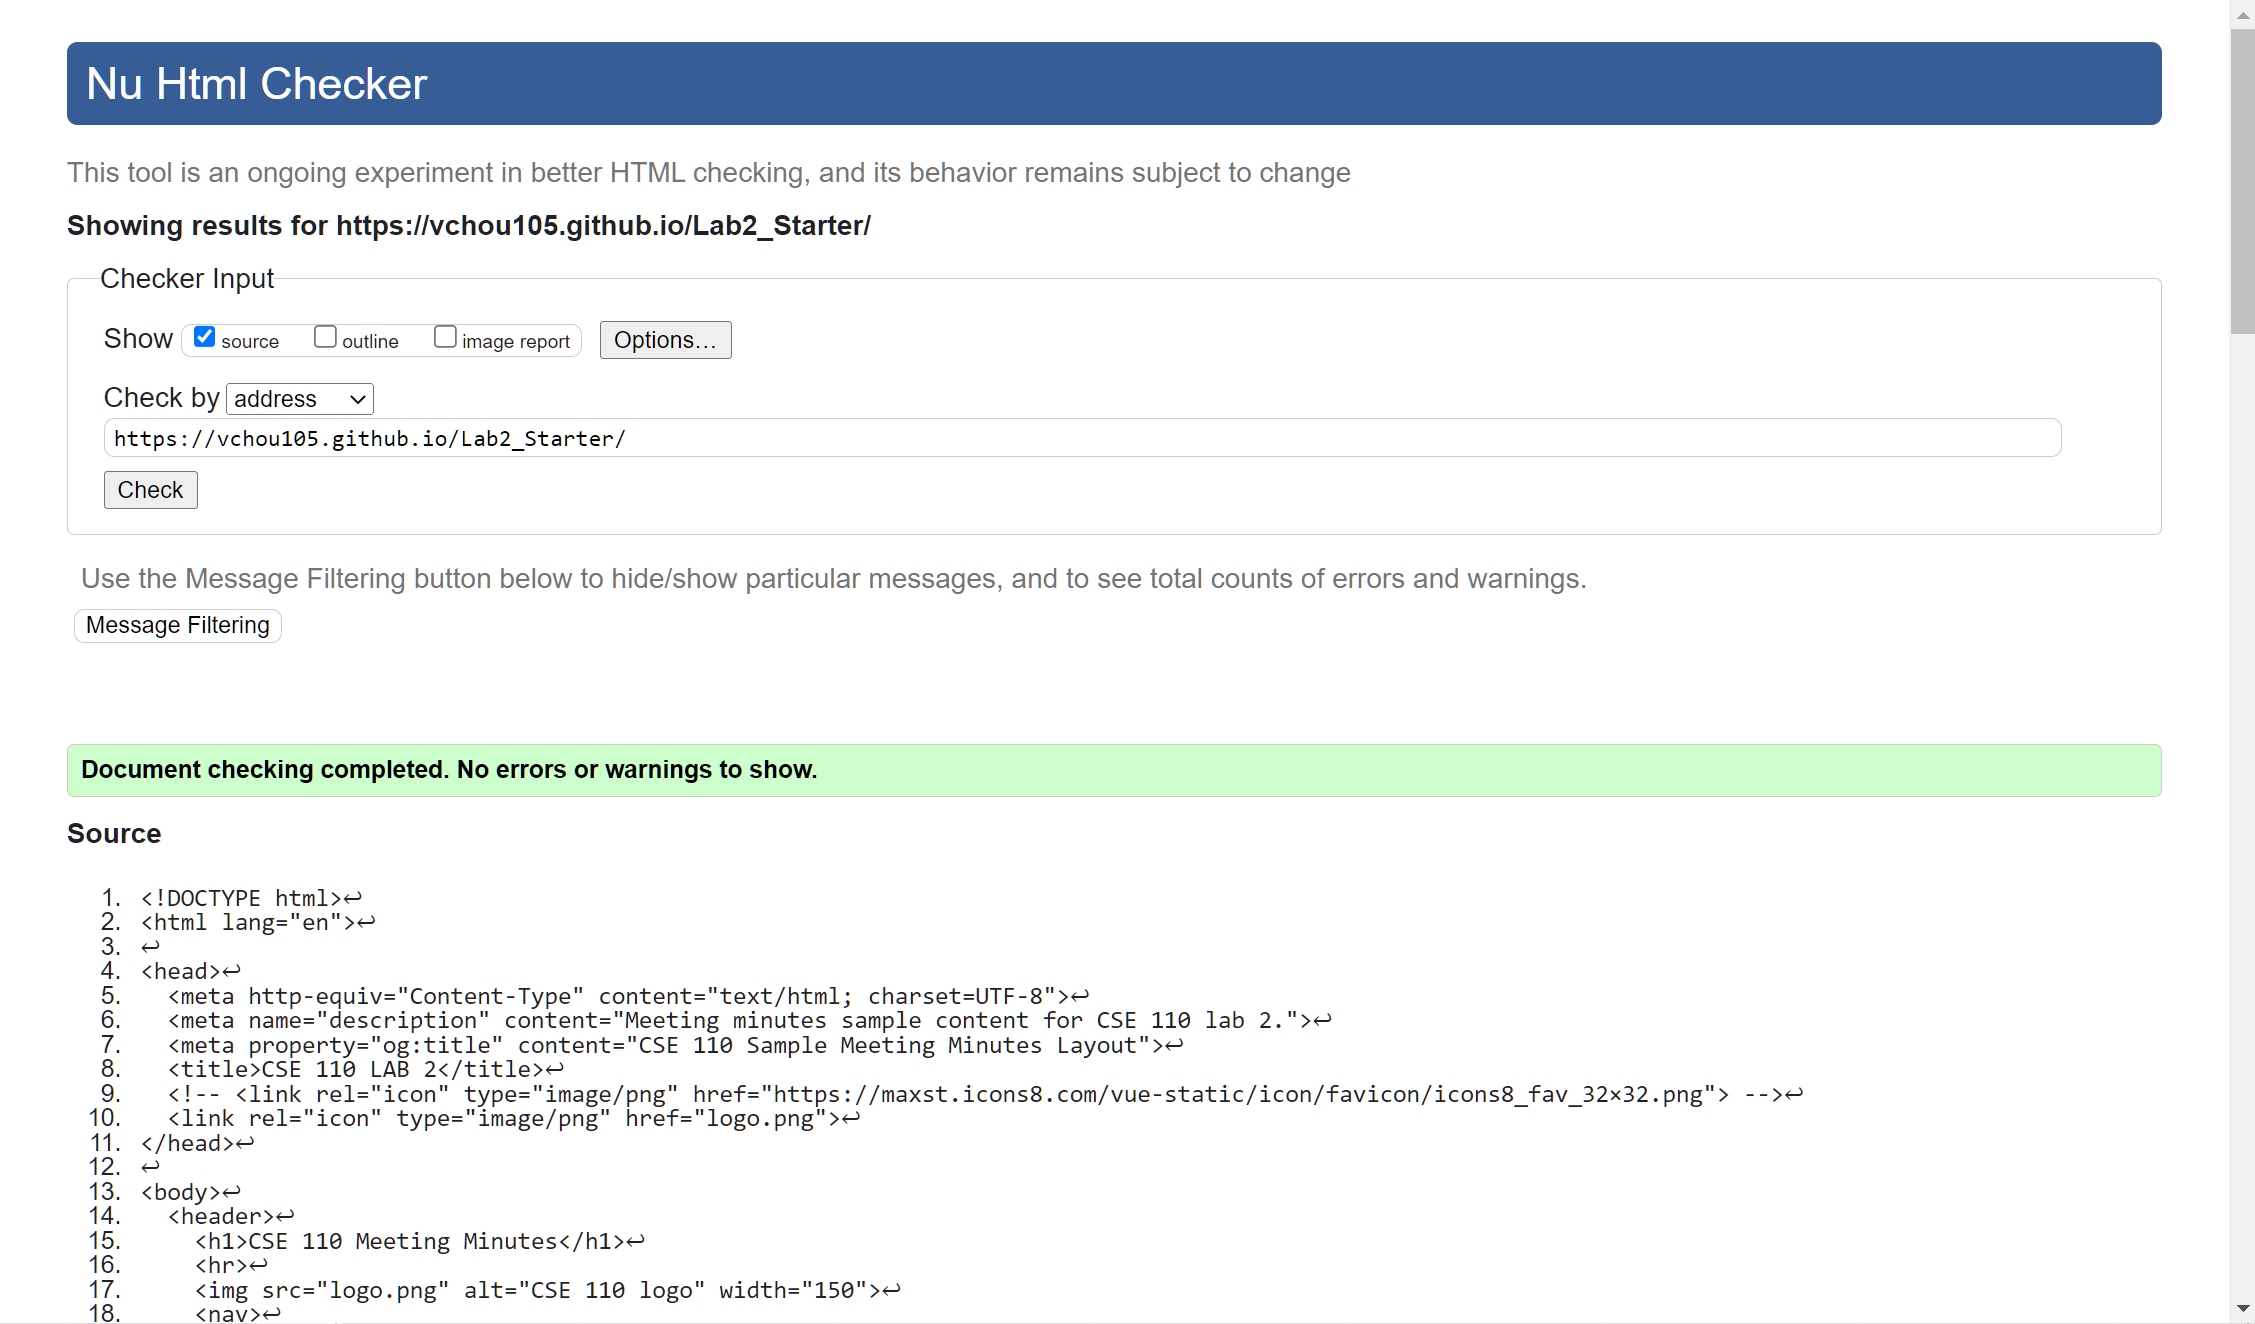 Nu Html Checker
This tool is an ongoing experiment in better HTML checking, and its behavior remains subject to change
Showing results for https://vchou105.github.io/Lab2_Starter/
Checker Input
Show source outline image report Options...
Check by address
https://vchou105.github.io/Lab2_Starter/
Check
Use the Message Filtering button below to hide/show particular messages, and to see total counts of errors and warnings.
Message Filtering
Document checking completed. No errors or warnings to show.
Source
1. <!DOCTYPE html>↩
2. <html lang="en">↩
3. ↩
4. <head>↩
5.   <meta http-equiv="Content-Type" content="text/html; charset=UTF-8">↩
6.   <meta name="description" content="Meeting minutes sample content for CSE 110 lab 2.">↩
7.   <meta property="og:title" content="CSE 110 Sample Meeting Minutes Layout">↩
8.   <title>CSE 110 LAB 2</title>↩
9.   <!-- <link rel="icon" type="image/png" href="https://maxst.icons8.com/vue-static/icon/favicon/icons8_fav_32×32.png"> -->↩
10.   <link rel="icon" type="image/png" href="logo.png">↩
11. </head>↩
12. ↩
13. <body>↩
14.   <header>↩
15.     <h1>CSE 110 Meeting Minutes</h1>↩
16.     <hr>↩
17.     <img src="logo.png" alt="CSE 110 logo" width="150">↩
18.     <nav>↩